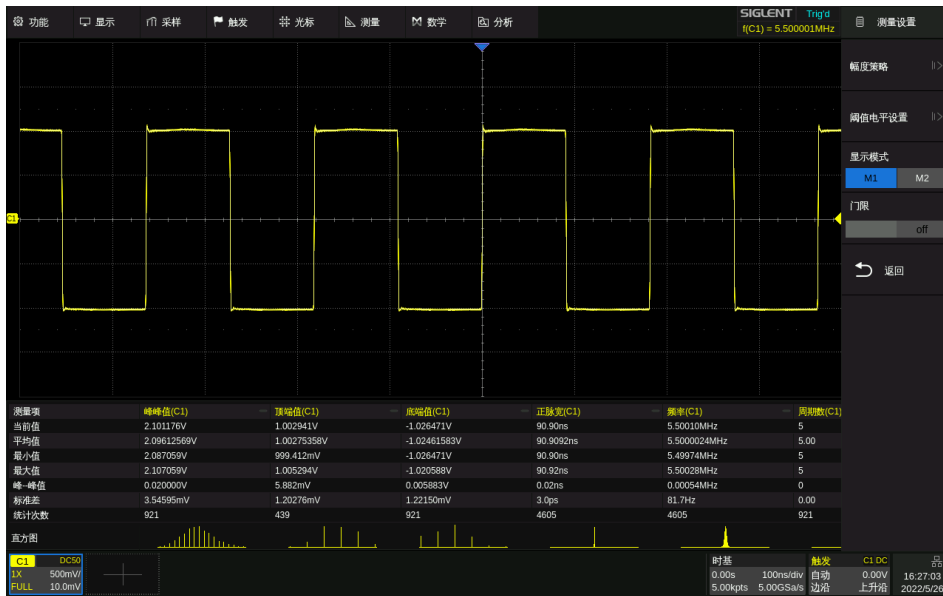 功能 显示 采样 触发 光标 测量 数学 分析 SIGLENT Trig'd 测量设置
f(C1) = 5.500001MHz
幅度策略
阈值电平设置
显示模式
M1 M2
C1
门限
off
返回
测量项 峰峰值(C1) 顶端值(C1) 底端值(C1) 正脉宽(C1) 频率(C1) 周期数(C1)
当前值 2.101176V 1.002941V -1.026471V 90.90ns 5.50010MHz 5
平均值 2.09612569V 1.00275358V -1.02461583V 90.9092ns 5.5000024MHz 5.00
最小值 2.087059V 999.412mV -1.026471V 90.90ns 5.49974MHz 5
最大值 2.107059V 1.005294V -1.020588V 90.92ns 5.50028MHz 5
峰--峰值 0.020000V 5.882mV 0.005883V 0.02ns 0.00054MHz 0
标准差 3.54595mV 1.20276mV 1.22150mV 3.0ps 81.7Hz 0.00
统计次数 921 439 921 4605 4605 921
直方图
C1 DC50 时基 触发 C1 DC
1X 500mV/ 0.00s 100ns/div 自动 0.00V 16:27:03
FULL 10.0mV 5.00kpts 5.00GSa/s 边沿 上升沿 2022/5/26